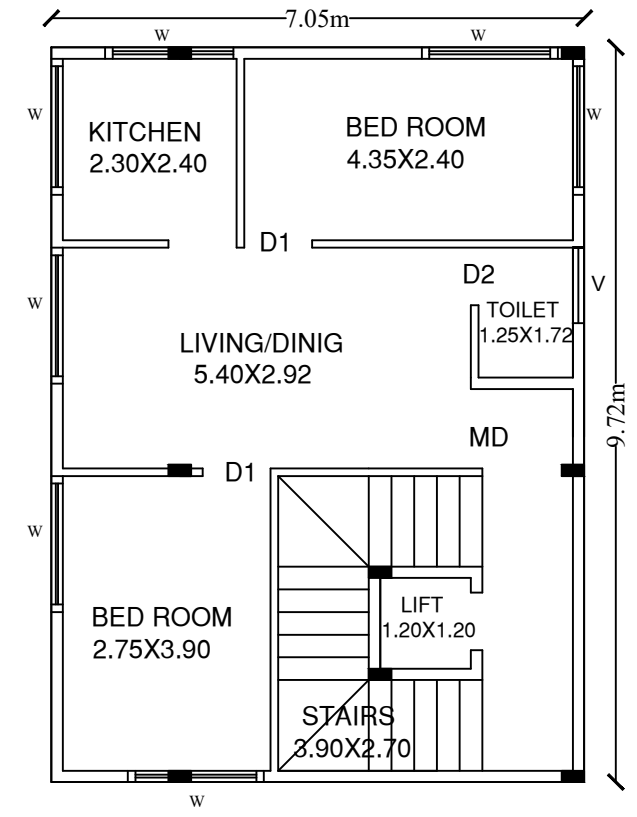 7.05m
W
W
W
W
KITCHEN
2.30X2.40
BED ROOM
4.35X2.40
D1
D2
V
W
TOILET
1.25X1.72
LIVING/DINIG
5.40X2.92
9.72m
MD
D1
W
LIFT
1.20X1.20
BED ROOM
2.75X3.90
STAIRS
3.90X2.70
W